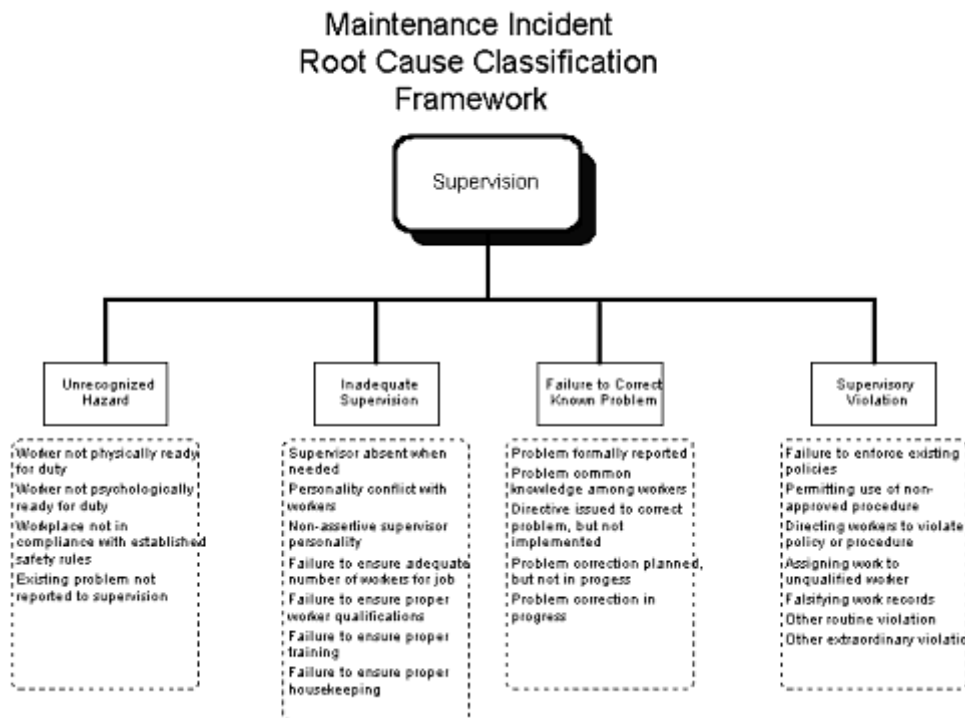 Maintenance Incident
Root Cause Classification
Framework
Supervision
Unrecognized
Hazard
Inadequate
Supervision
Failure to Correct
Known Problem
Supervisory
Violation
Worker not physically ready
for duty
Worker not psychologically
ready for duty
Workplace not in
compliance with established
safety rules
Existing problem not
reported to supervision
Supervisor absent when
needed
Personality conflict with
workers
Non-assertive supervisor
personality
Failure to ensure adequate
number of workers for job
Failure to ensure proper
worker qualifications
Failure to ensure proper
training
Failure to ensure proper
housekeeping
Problem formally reported
Problem common
knowledge among workers
Directive issued to correct
problem, but not
implemented
Problem correction planned,
but not in progess
Problem correction in
progress
Failure to enforce existing
policies
Permitting use of non-
approved procedure
Directing workers to violate
policy or procedure
Assigning work to
unqualified worker
Falsifying work records
Other routine violation
Other extraordinary violatio